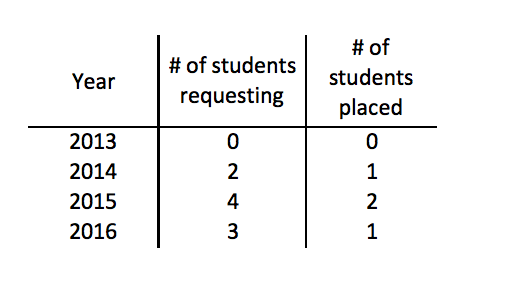 Year # of students requesting # of students placed
2013 0 0
2014 2 1
2015 4 2
2016 3 1